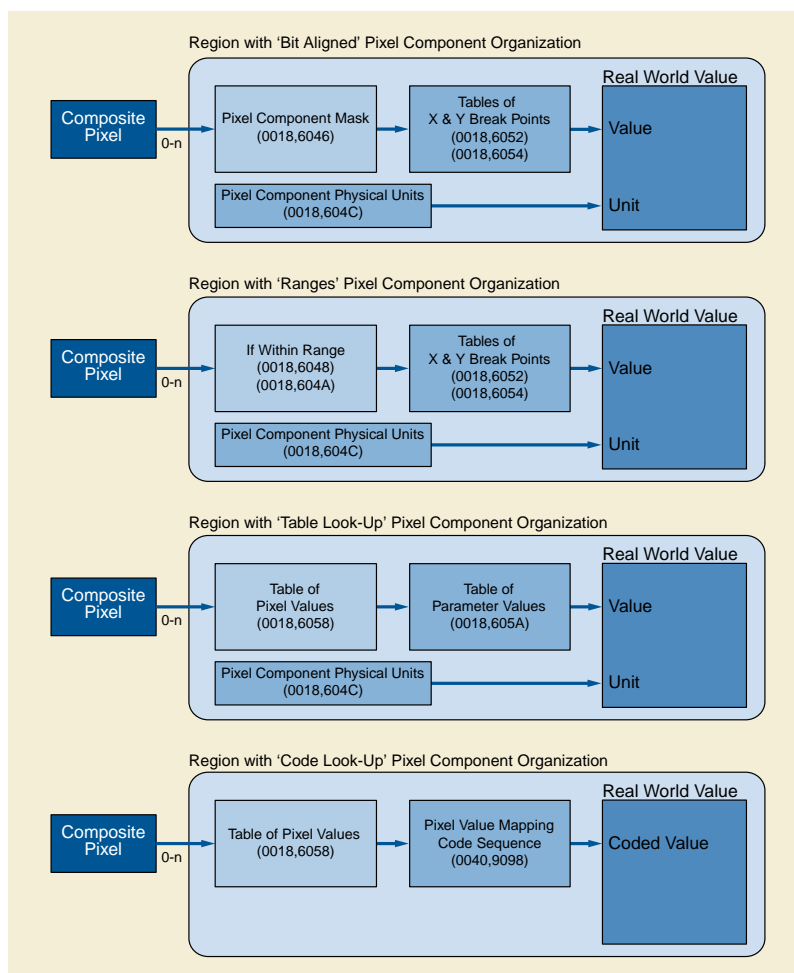 Region with ‘Bit Aligned’ Pixel Component Organization
Real World Value
Composite
Pixel
0-n
Pixel Component Mask
(0018,6046)
Tables of
X & Y Break Points
(0018,6052)
(0018,6054)
Value
Pixel Component Physical Units
(0018,604C)
Unit
Region with ‘Ranges’ Pixel Component Organization
Real World Value
Composite
Pixel
0-n
If Within Range
(0018,6048)
(0018,604A)
Tables of
X & Y Break Points
(0018,6052)
(0018,6054)
Value
Pixel Component Physical Units
(0018,604C)
Unit
Region with ‘Table Look-Up’ Pixel Component Organization
Real World Value
Composite
Pixel
0-n
Table of
Pixel Values
(0018,6058)
Table of
Parameter Values
(0018,605A)
Value
Pixel Component Physical Units
(0018,604C)
Unit
Region with ‘Code Look-Up’ Pixel Component Organization
Real World Value
Composite
Pixel
0-n
Table of Pixel Values
(0018,6058)
Pixel Value Mapping
Code Sequence
(0040,9098)
Coded Value